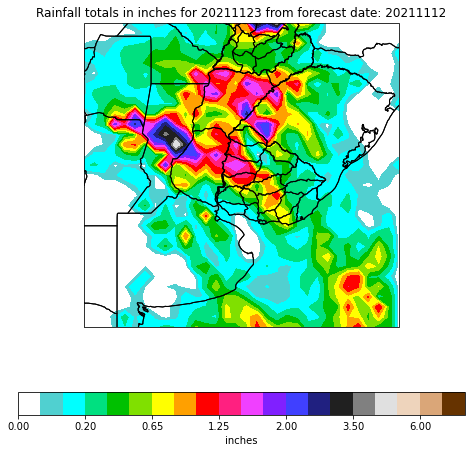 Rainfall totals in inches for 20211123 from forecast date: 20211112
0.00 0.20 0.65 1.25 2.00 3.50 6.00
inches